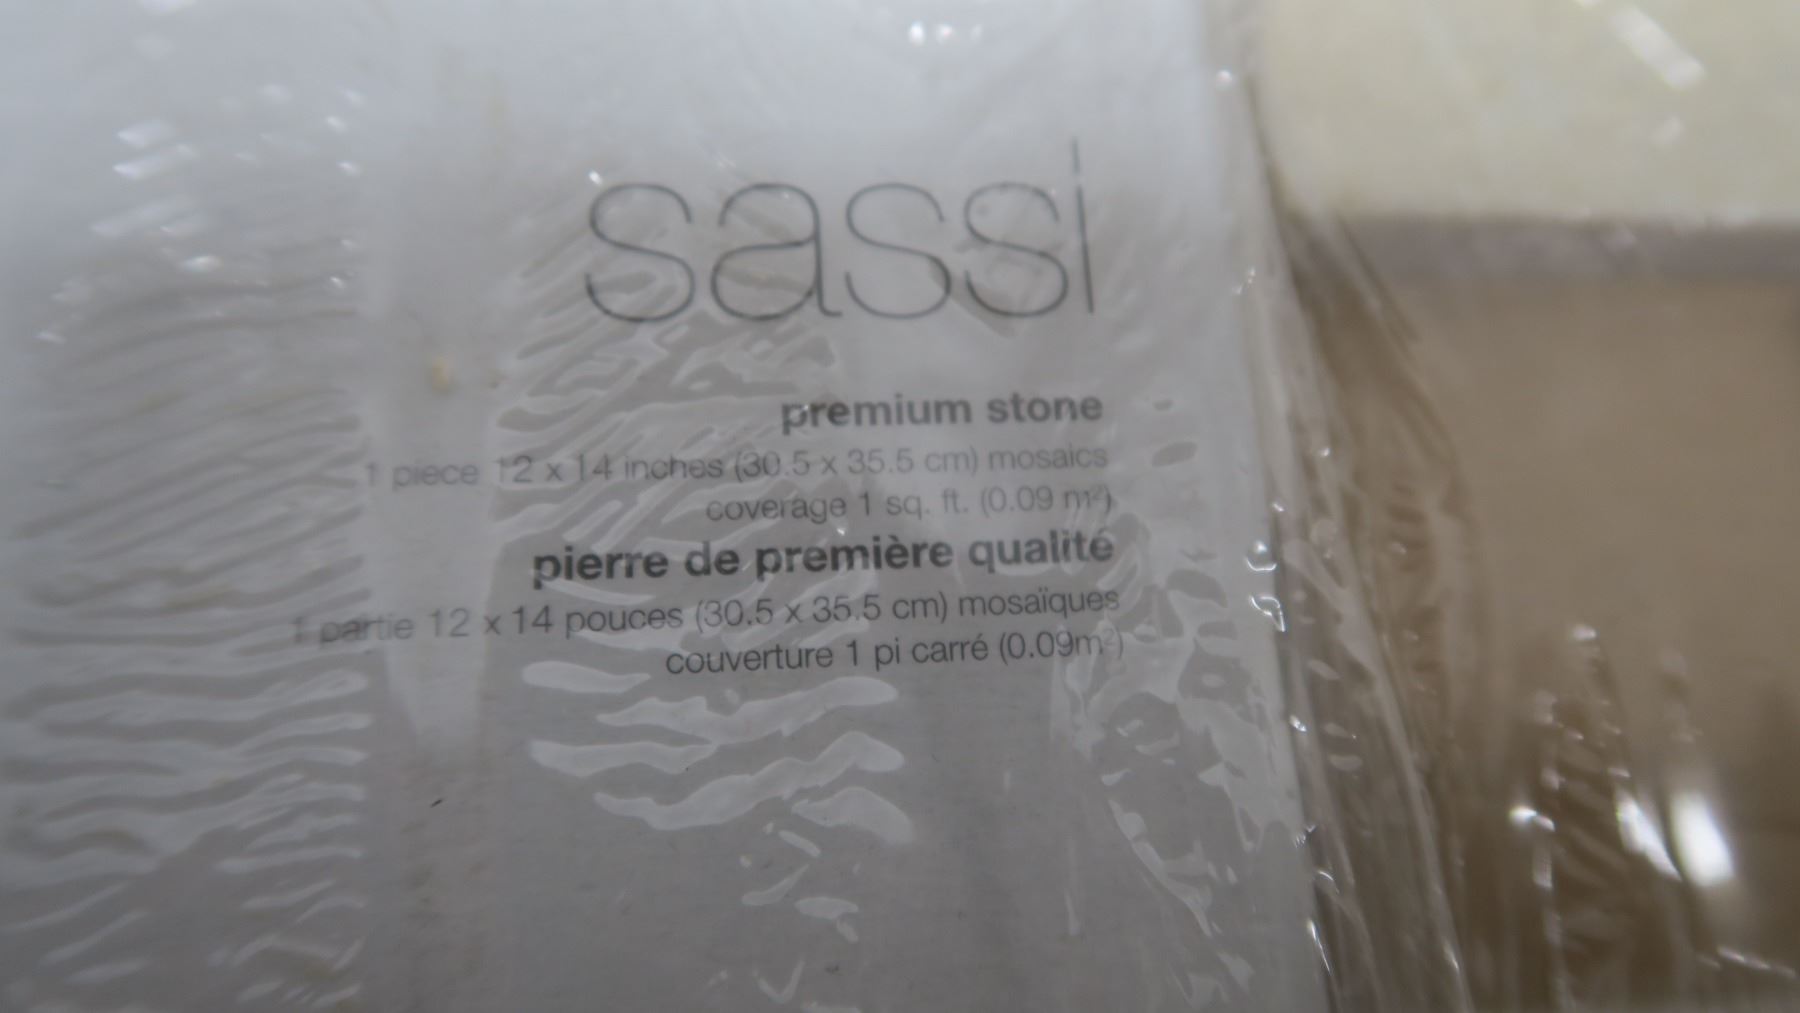 sassi
premium stone
1 piece 12 x 14 inches (30.5 x 35.5 cm) mosaics
coverage 1 sq. ft. (0.09 m²)
pierre de première qualité
1 partie 12 x 14 pouces (30.5 x 35.5 cm) mosaïques
couverture 1 pi carré (0.09m²)